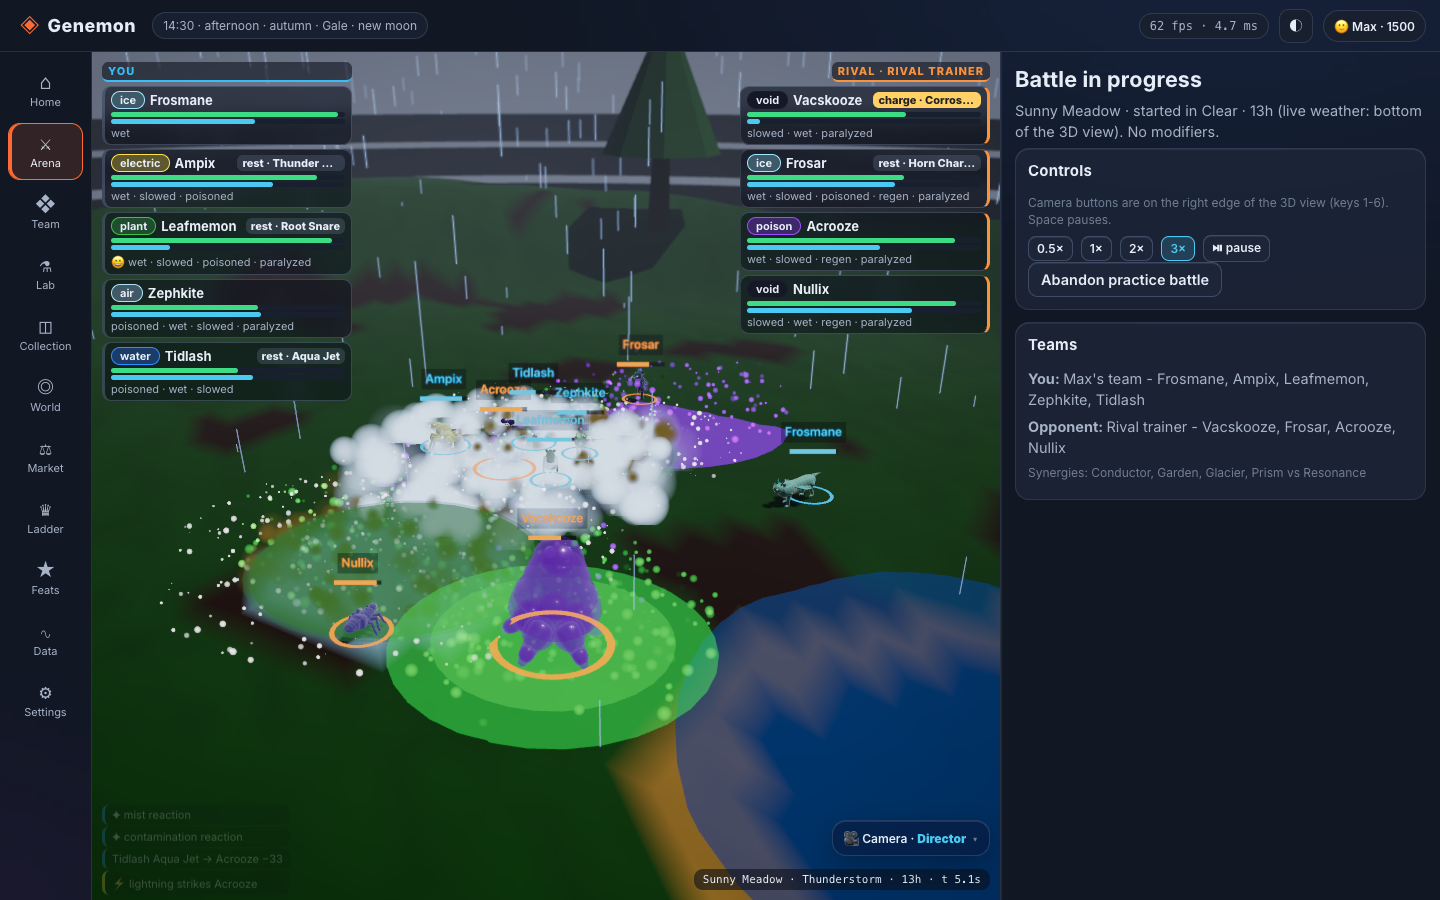 Genemon
14:30 · afternoon · autumn · Gale · new moon
62 fps · 4.7 ms
Max · 1500
Home
Arena
Team
Lab
Collection
World
Market
Ladder
Feats
Data
Settings
YOU
ice Frosmane
wet
electric Ampix rest · Thunder ...
wet · slowed · poisoned
plant Leafmemon rest · Root Snare
wet · slowed · poisoned · paralyzed
air Zephkite
poisoned · wet · slowed · paralyzed
water Tidlash rest · Aqua Jet
poisoned · wet · slowed
RIVAL · RIVAL TRAINER
void Vacskooze charge · Corros...
slowed · wet · paralyzed
ice Frosar rest · Horn Char...
wet · slowed · poisoned · regen · paralyzed
poison Acrooze
wet · slowed · regen · paralyzed
void Nullix
slowed · wet · regen · paralyzed
Frosar
Tidlash
Ampix
Acrooze
Zephkite
Leafmemon
Frosmane
Vacskooze
Nullix
✦ mist reaction
✦ contamination reaction
Tidlash Aqua Jet → Acrooze −33
⚡ lightning strikes Acrooze
Camera · Director
Sunny Meadow · Thunderstorm · 13h · t 5.1s
Battle in progress
Sunny Meadow · started in Clear · 13h (live weather: bottom
of the 3D view). No modifiers.
Controls
Camera buttons are on the right edge of the 3D view (keys 1-6).
Space pauses.
0.5× 1× 2× 3× ⏯ pause
Abandon practice battle
Teams
You: Max's team - Frosmane, Ampix, Leafmemon,
Zephkite, Tidlash
Opponent: Rival trainer - Vacskooze, Frosar, Acrooze,
Nullix
Synergies: Conductor, Garden, Glacier, Prism vs Resonance